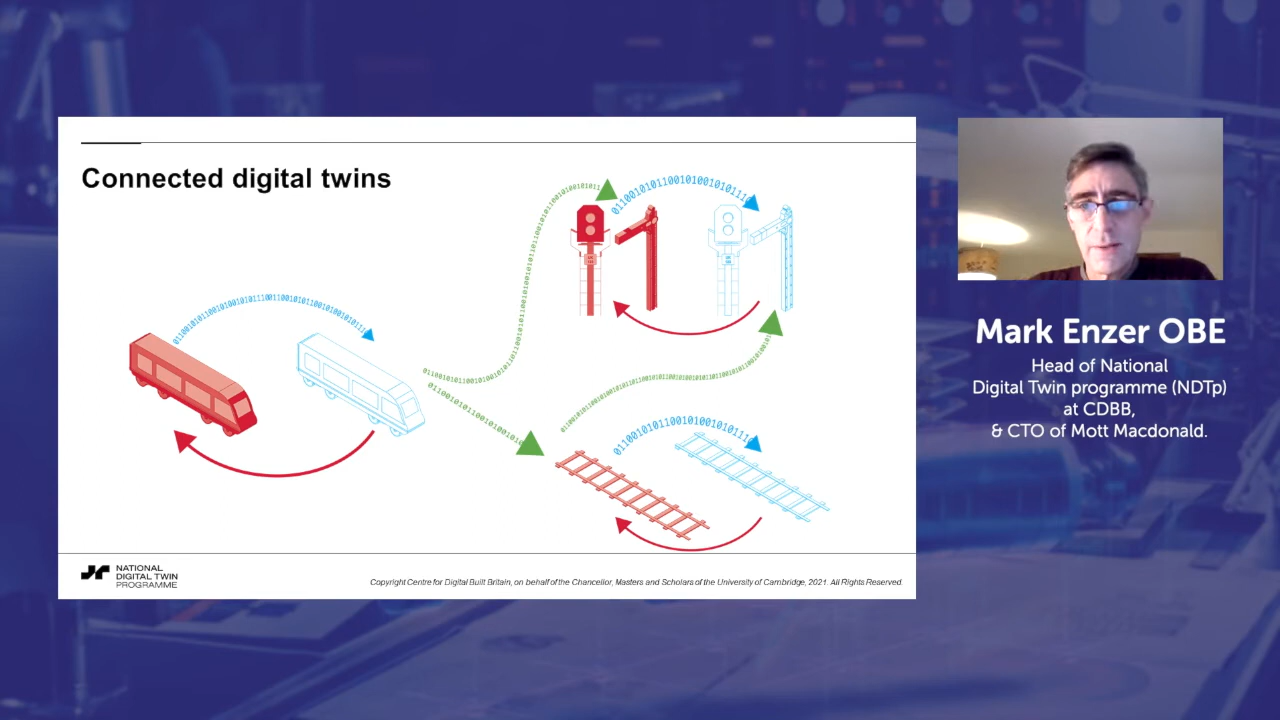 Connected digital twins
NATIONAL
DIGITAL TWIN
PROGRAMME
Copyright Centre for Digital Built Britain, on behalf of the Chancellor, Masters and Scholars of the University of Cambridge, 2021. All Rights Reserved.
Mark Enzer OBE
Head of National
Digital Twin programme (NDTp)
at CDBB,
& CTO of Mott Macdonald.